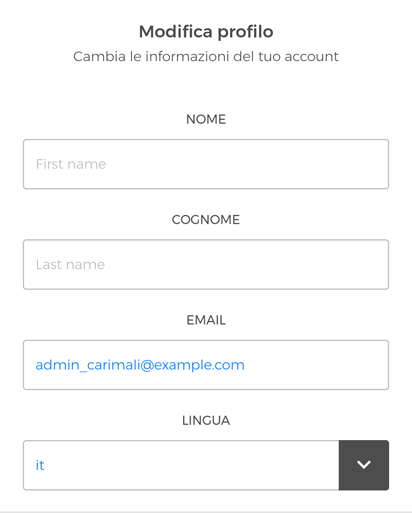 Modifica profilo
Cambia le informazioni del tuo account
NOME
First name
COGNOME
Last name
EMAIL
admin_carimali@example.com
LINGUA
it